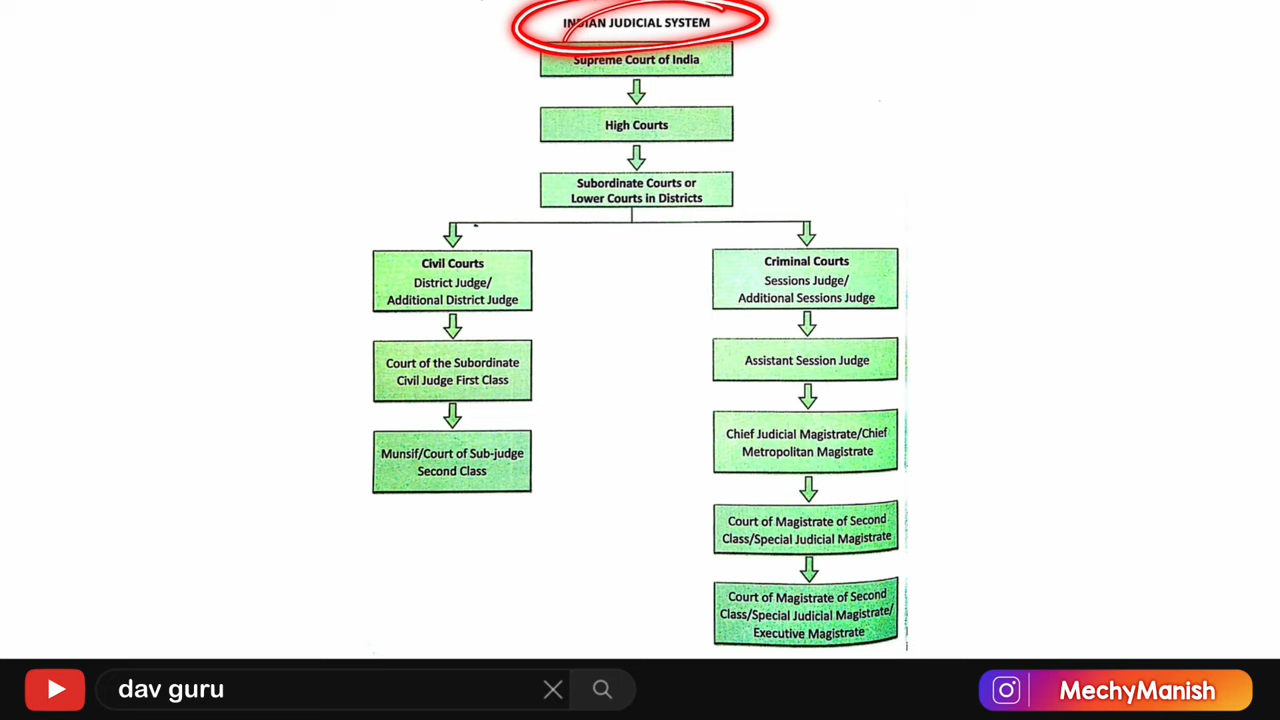 INDIAN JUDICIAL SYSTEM
Supreme Court of India
High Courts
Subordinate Courts or
Lower Courts in Districts
Civil Courts
District Judge/
Additional District Judge
Court of the Subordinate
Civil Judge First Class
Munsif/Court of Sub-judge
Second Class
Criminal Courts
Sessions Judge/
Additional Sessions Judge
Assistant Session Judge
Chief Judicial Magistrate/Chief
Metropolitan Magistrate
Court of Magistrate of Second
Class/Special Judicial Magistrate
Court of Magistrate of Second
Class/Special Judicial Magistrate/
Executive Magistrate
dav guru
MechyManish